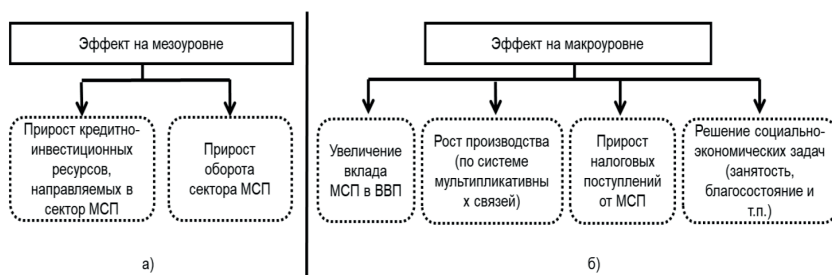 Эффект на мезоуровне
Прирост кредитно-
инвестиционных
ресурсов,
направляемых в
сектор МСП
Прирост
оборота
сектора МСП
а)
Эффект на макроуровне
Увеличение
вклада
МСП в ВВП
Рост производства
(по системе
мультипликативны
х связей)
Прирост
налоговых
поступлений
от МСП
Решение социально-
экономических задач
(занятость,
благосостояние и
т.п.)
б)